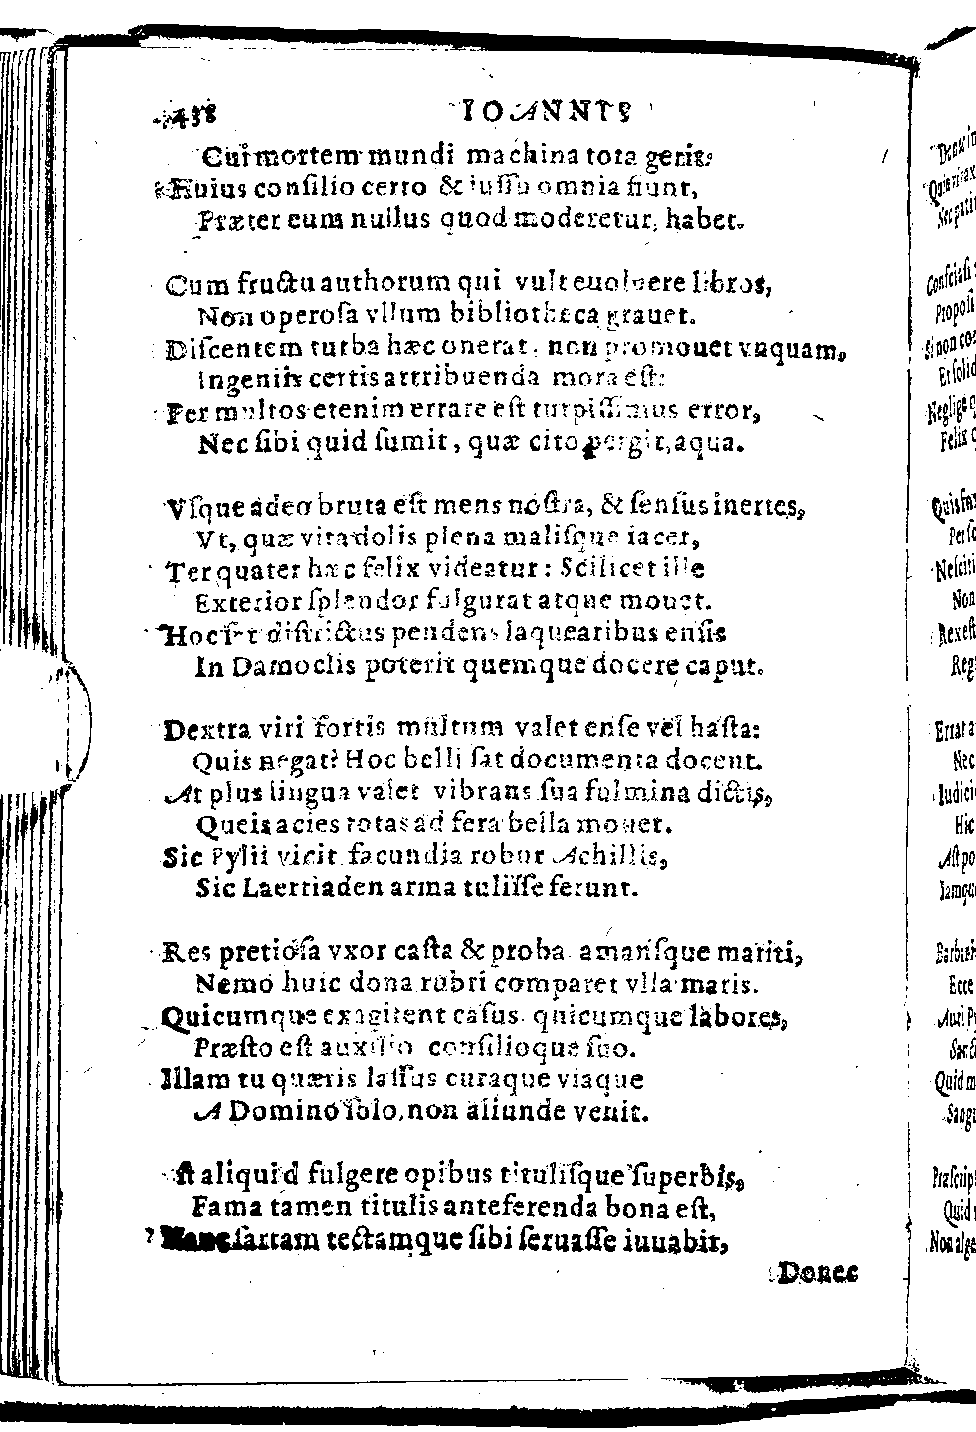 438 IOANNIS
Cui mortem mundi machina tota gerit:
Huius conſilio certo & iuſſu omnia fiunt,
Præter eum nullus quod moderetur, habet.
Cum fructu authorum qui vult euoluere libros,
Non operoſa vllum bibliotheca grauet.
Diſcentem turba hæc onerat, non promouet vnquam,
Ingeniis certis attribuenda mora eſt:
Per multos etenim errare eſt turpiſſimus error,
Nec ſibi quid ſumit, quæ cito pergit, aqua.
Vſque adeo bruta eſt mens noſtra, & ſenſus inertes,
Vt, quæ vita dolis plena maliſque iacet,
Ter quater hæc felix videatur: Scilicet ille
Exterior ſplendor fulgurat atque mouet.
Hoc ſtrictus pendens laquearibus enſis
In Damoclis poterit quemque docere caput.
Dextra viri fortis multum valet enſe vel haſta:
Quis negat? Hoc belli ſat documenta docent.
At plus lingua valet vibrans ſua fulmina dictis,
Queis acies totas ad fera bella mouet.
Sic Pylii vicit facundia robur Achillis,
Sic Laertiaden arma tuliſſe ferunt.
Res pretioſa vxor caſta & proba amanſque mariti,
Nemo huic dona rubri comparet vlla maris.
Quicumque exagitent caſus quicumque labores,
Præſto eſt auxilio conſilioque ſuo.
Illam tu quæris laſſus curaque viaque
A Domino ſolo, non aliunde venit.
ſt aliquid fulgere opibus tituliſque ſuperbis,
Fama tamen titulis anteferenda bona eſt,
Hanc ſartam tectamque ſibi ſeruaſſe iuuabit,
Donec